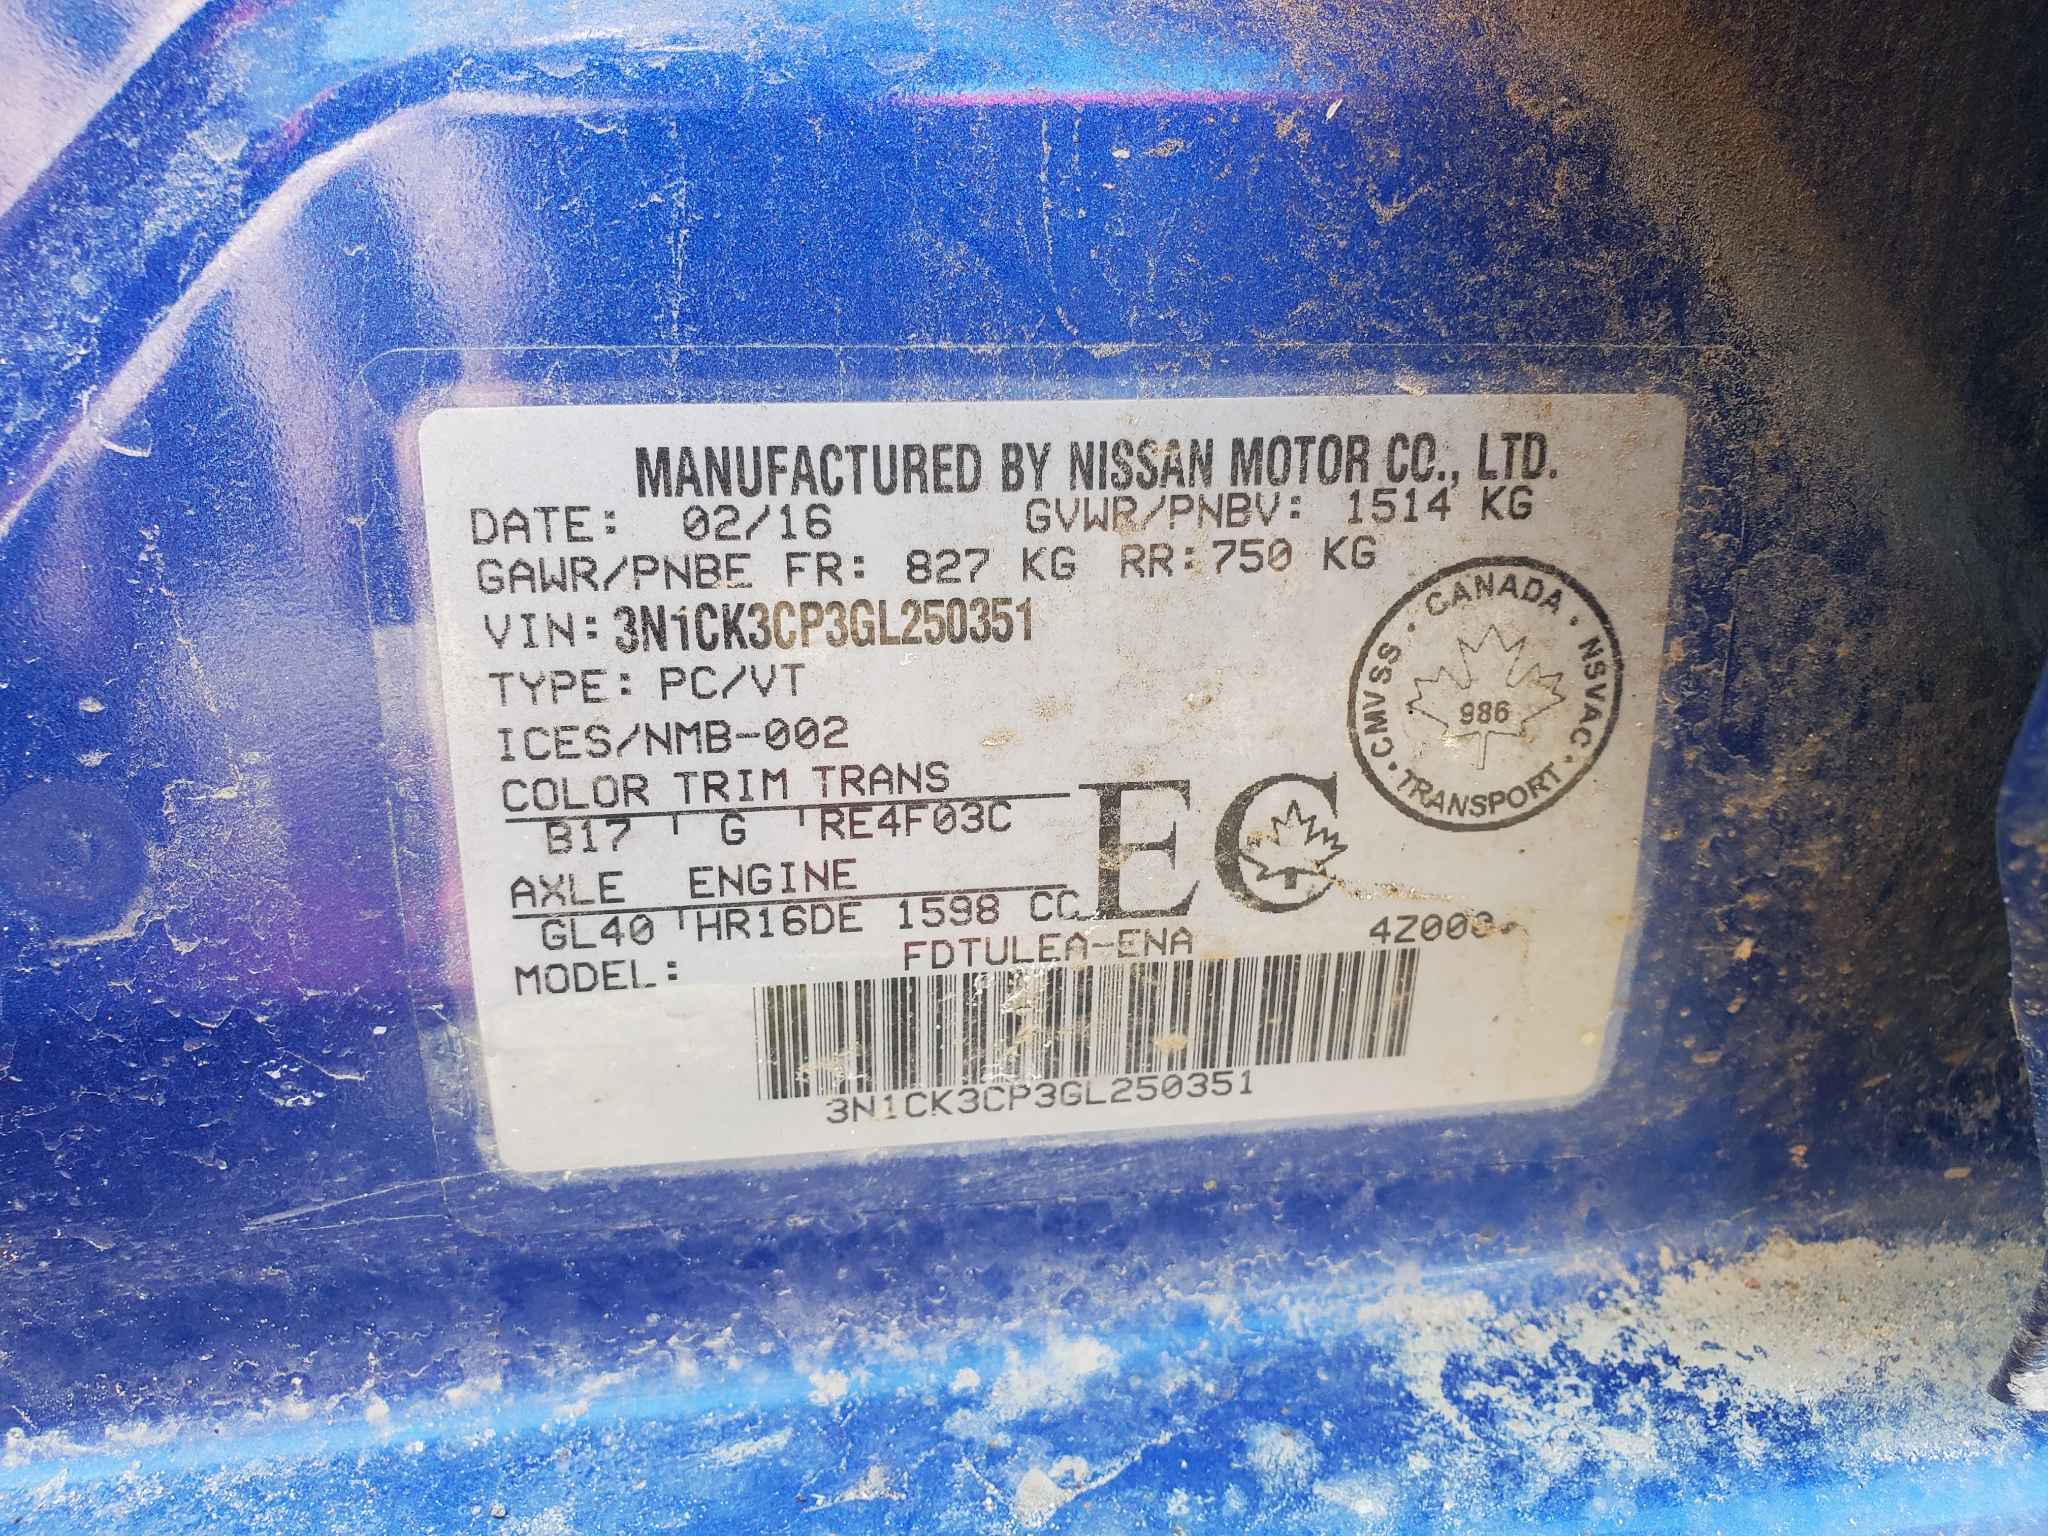 MANUFACTURED BY NISSAN MOTOR CO., LTD.
DATE: 02/16 GVWR/PNBV: 1514 KG
GAWR/PNBE FR: 827 KG RR: 750 KG
VIN: 3N1CK3CP3GL250351
TYPE: PC/VT
ICES/NMB-002
CANADA · NSVAC · TRANSPORT · CMVSS ·
986
COLOR TRIM TRANS
B17 G RE4F03C
EC
AXLE ENGINE
GL40 HR16DE 1598 CC
MODEL: FDTULEA-ENA
3N1CK3CP3GL250351